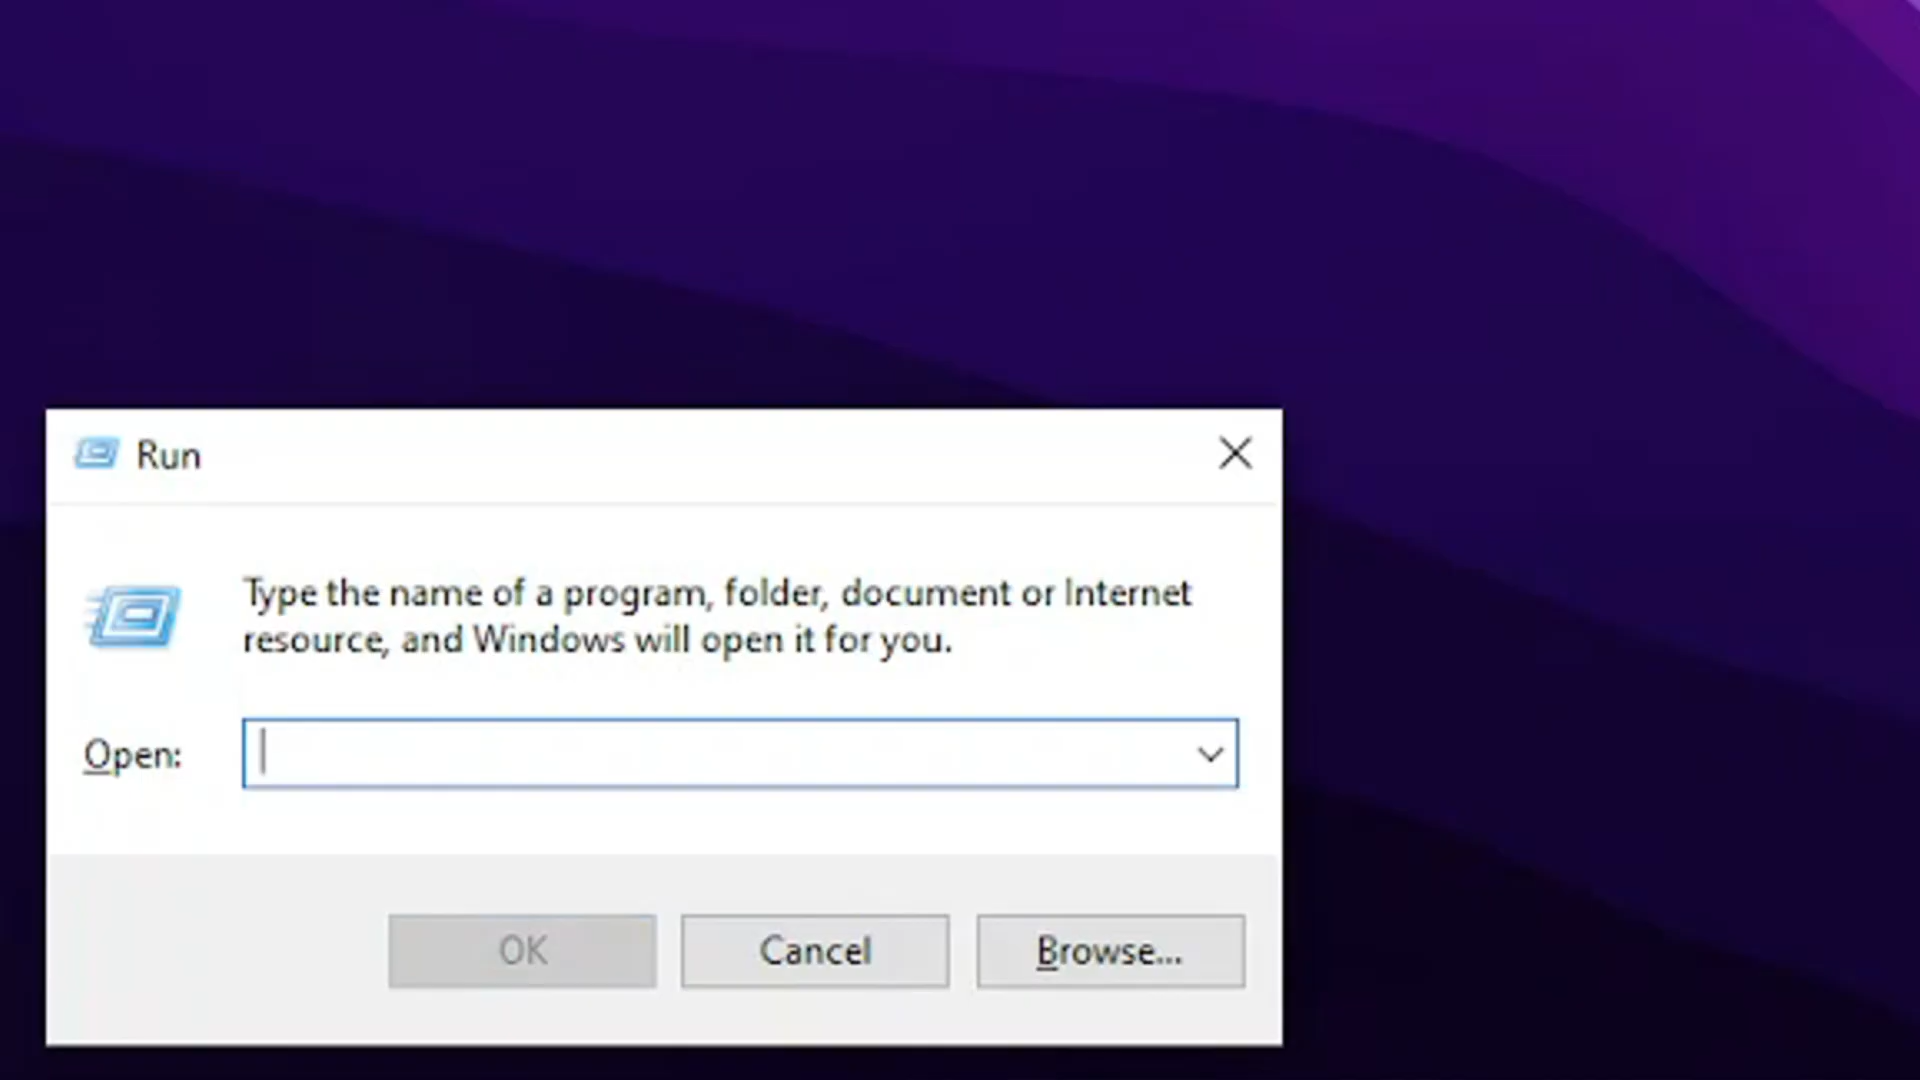 Run
Type the name of a program, folder, document or Internet
resource, and Windows will open it for you.
Open:
OK
Cancel
Browse...